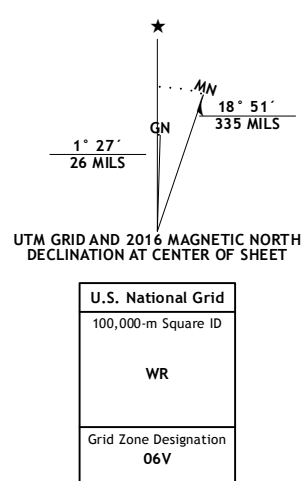 ★
MN
GN
18° 51´
335 MILS
1° 27´
26 MILS
UTM GRID AND 2016 MAGNETIC NORTH
DECLINATION AT CENTER OF SHEET
U.S. National Grid
100,000-m Square ID
WR
Grid Zone Designation
06V